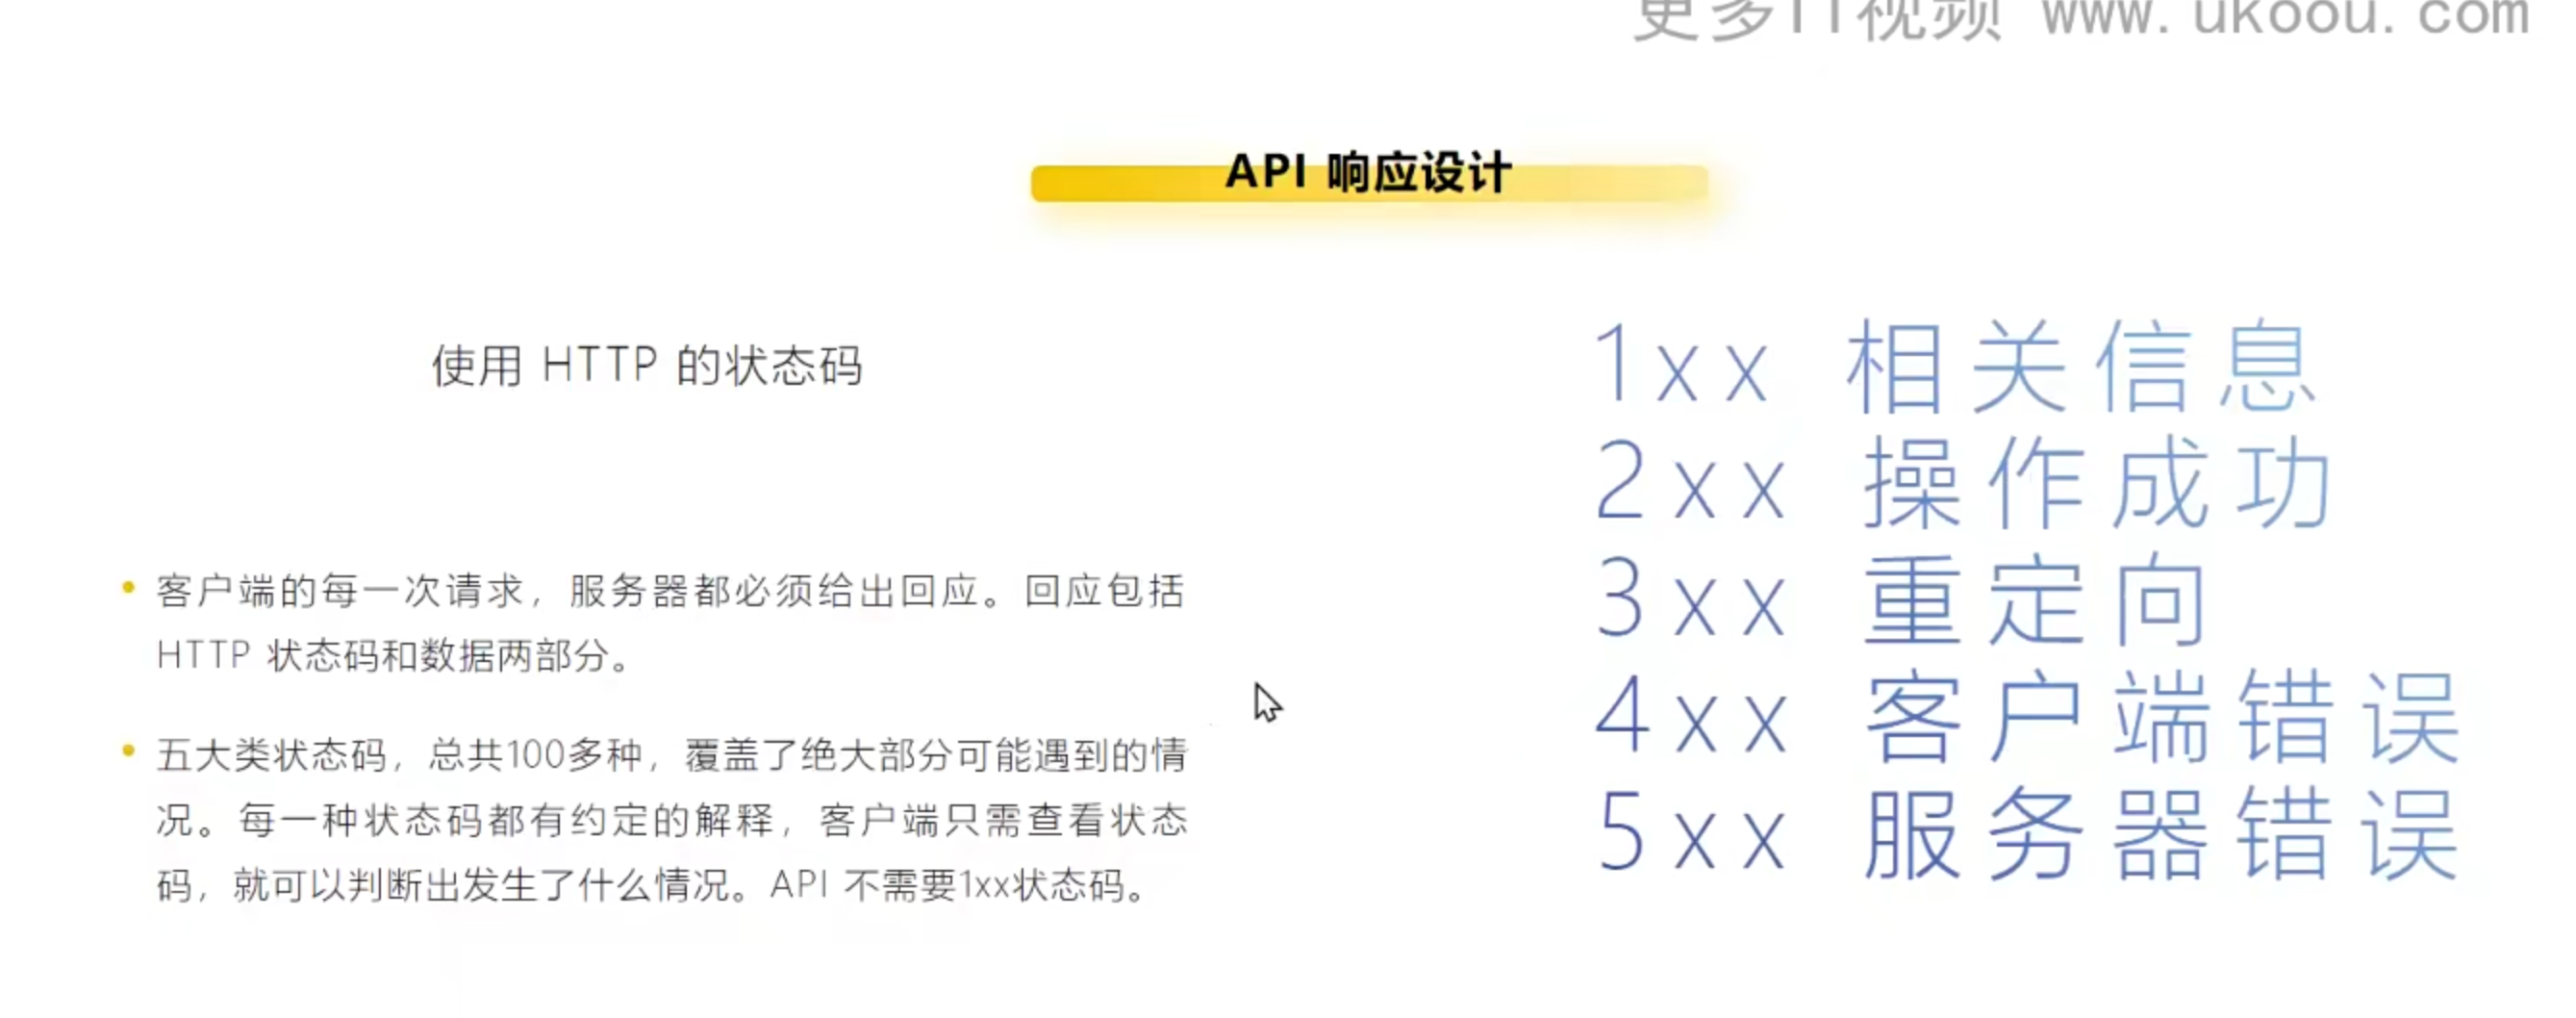 更多IT视频 www.ukoou.com
API 响应设计
使用 HTTP 的状态码
客户端的每一次请求，服务器都必须给出回应。回应包括
HTTP 状态码和数据两部分。
五大类状态码，总共100多种，覆盖了绝大部分可能遇到的情
况。每一种状态码都有约定的解释，客户端只需查看状态
码，就可以判断出发生了什么情况。API 不需要1xx状态码。
1xx 相关信息
2xx 操作成功
3xx 重定向
4xx 客户端错误
5xx 服务器错误